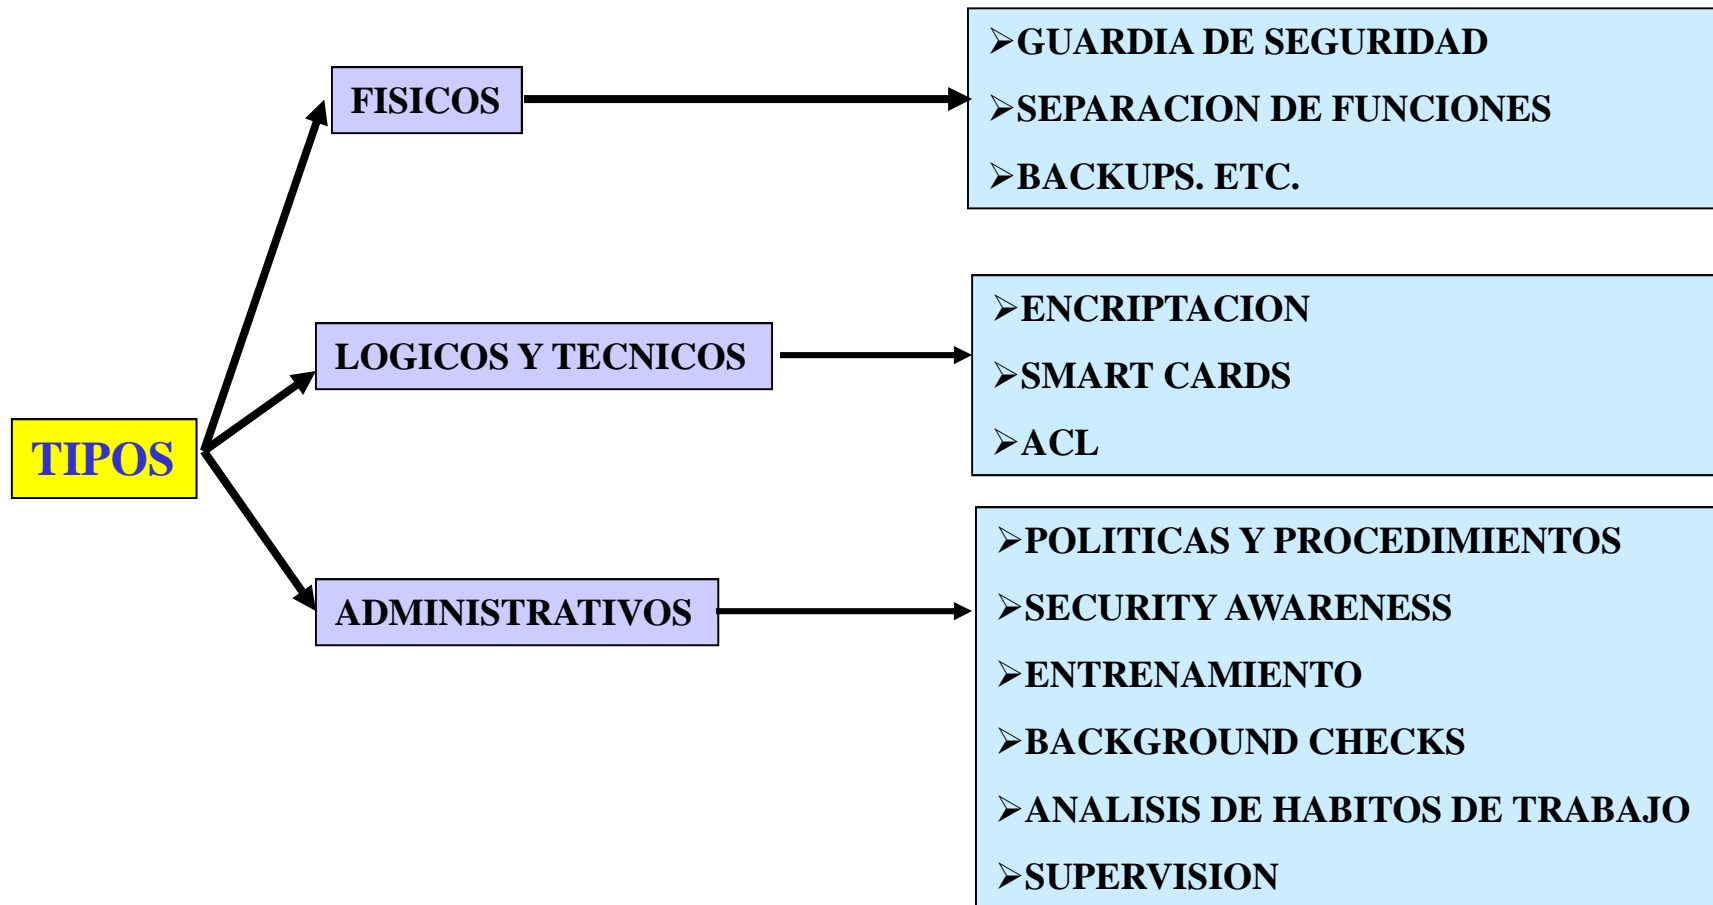 TIPOS
FISICOS
➢GUARDIA DE SEGURIDAD
➢SEPARACION DE FUNCIONES
➢BACKUPS. ETC.
LOGICOS Y TECNICOS
➢ENCRIPTACION
➢SMART CARDS
➢ACL
ADMINISTRATIVOS
➢POLITICAS Y PROCEDIMIENTOS
➢SECURITY AWARENESS
➢ENTRENAMIENTO
➢BACKGROUND CHECKS
➢ANALISIS DE HABITOS DE TRABAJO
➢SUPERVISION